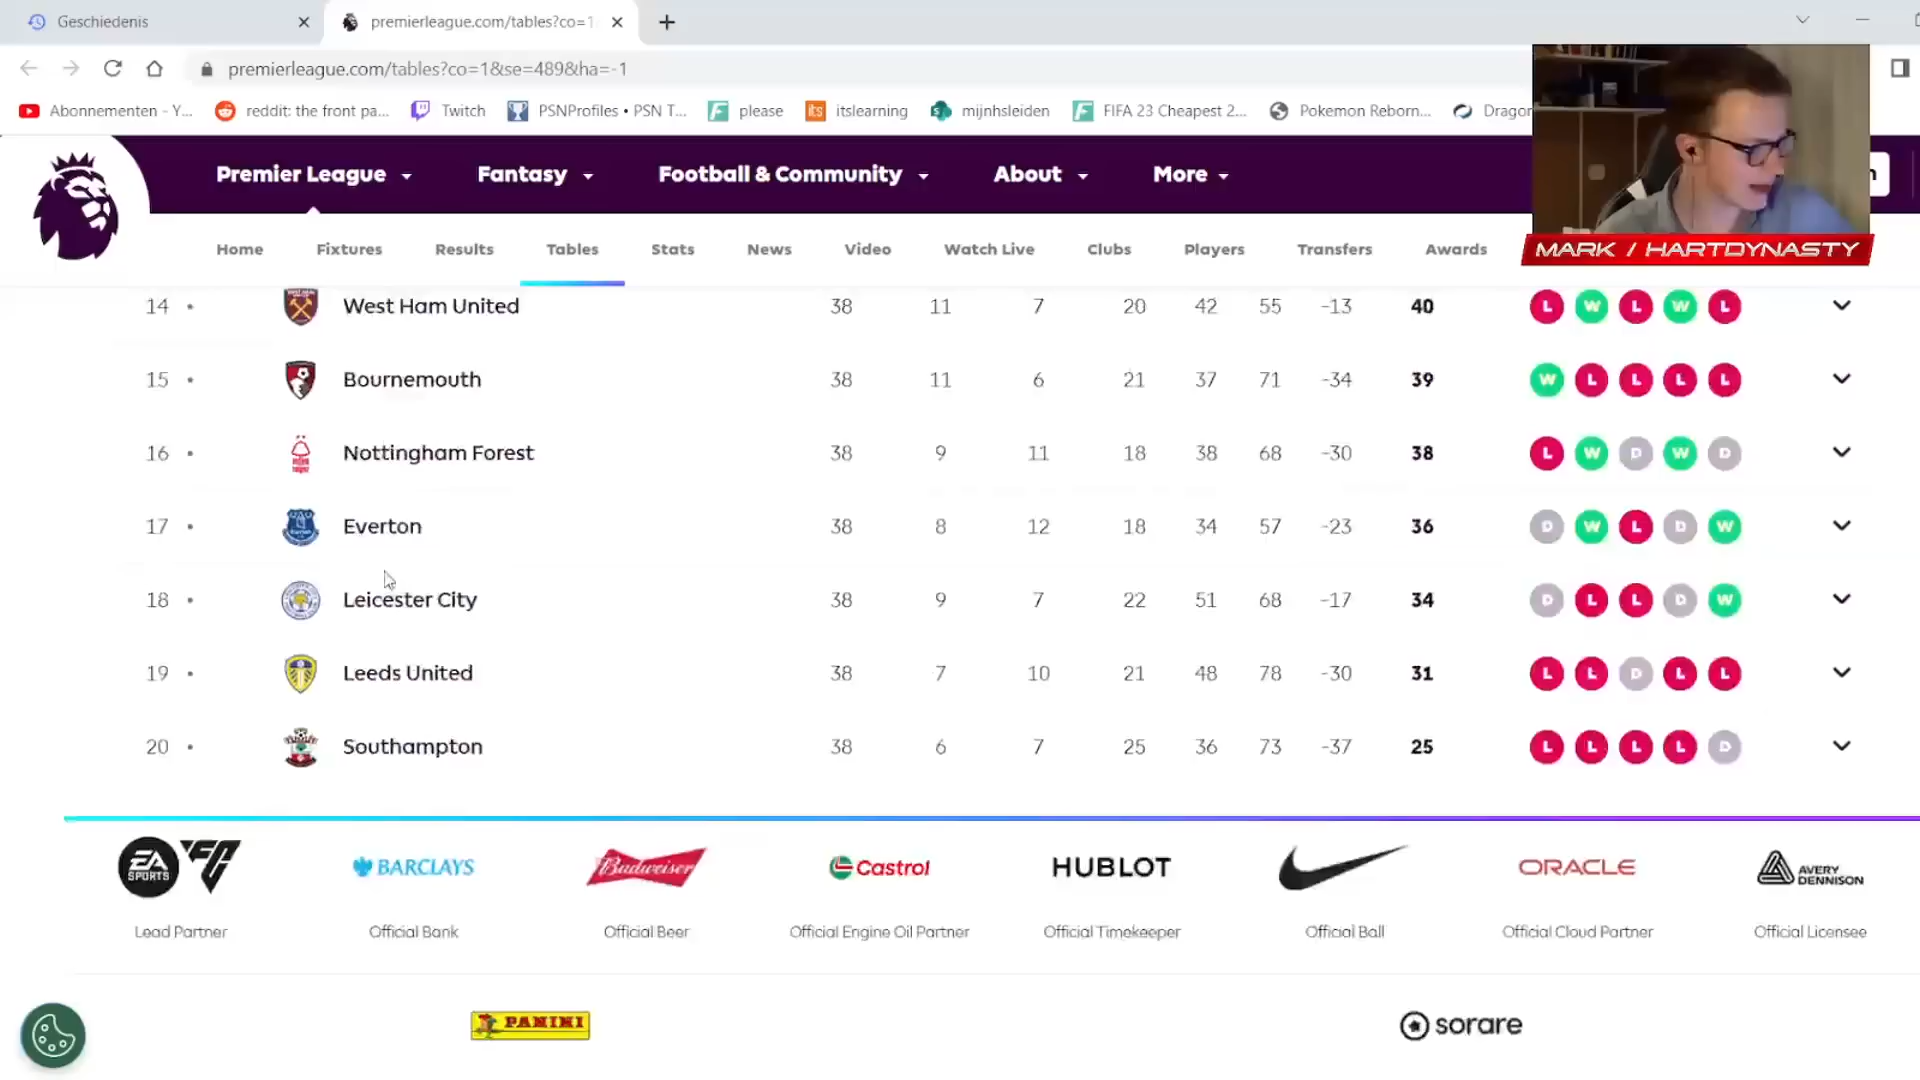 Geschiedenis
premierleague.com/tables?co=1
premierleague.com/tables?co=1&se=489&ha=-1
Abonnementen - Y... reddit: the front pa... Twitch PSNProfiles • PSN T... please itslearning mijnhsleiden FIFA 23 Cheapest 2... Pokemon Reborn... Dragon
Premier League Fantasy Football & Community About More
Home Fixtures Results Tables Stats News Video Watch Live Clubs Players Transfers Awards
MARK / HARTDYNASTY
14 West Ham United 38 11 7 20 42 55 -13 40 L W L W L
15 Bournemouth 38 11 6 21 37 71 -34 39 W L L L L
16 Nottingham Forest 38 9 11 18 38 68 -30 38 L W D W D
17 Everton 38 8 12 18 34 57 -23 36 D W L D W
18 Leicester City 38 9 7 22 51 68 -17 34 D L L D W
19 Leeds United 38 7 10 21 48 78 -30 31 L L D L L
20 Southampton 38 6 7 25 36 73 -37 25 L L L L D
EA SPORTS FC BARCLAYS Budweiser Castrol HUBLOT ORACLE AVERY DENNISON
Lead Partner Official Bank Official Beer Official Engine Oil Partner Official Timekeeper Official Ball Official Cloud Partner Official Licensee
PANINI sorare